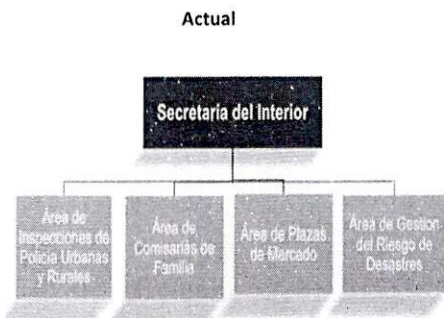 Actual
Secretaría del Interior
Área de
Inspecciones de
Policía Urbanas
y Rurales
Área de
Comisarías de
Familia
Área de Plazas
de Mercado
Área de Gestión
del Riesgo de
Desastres